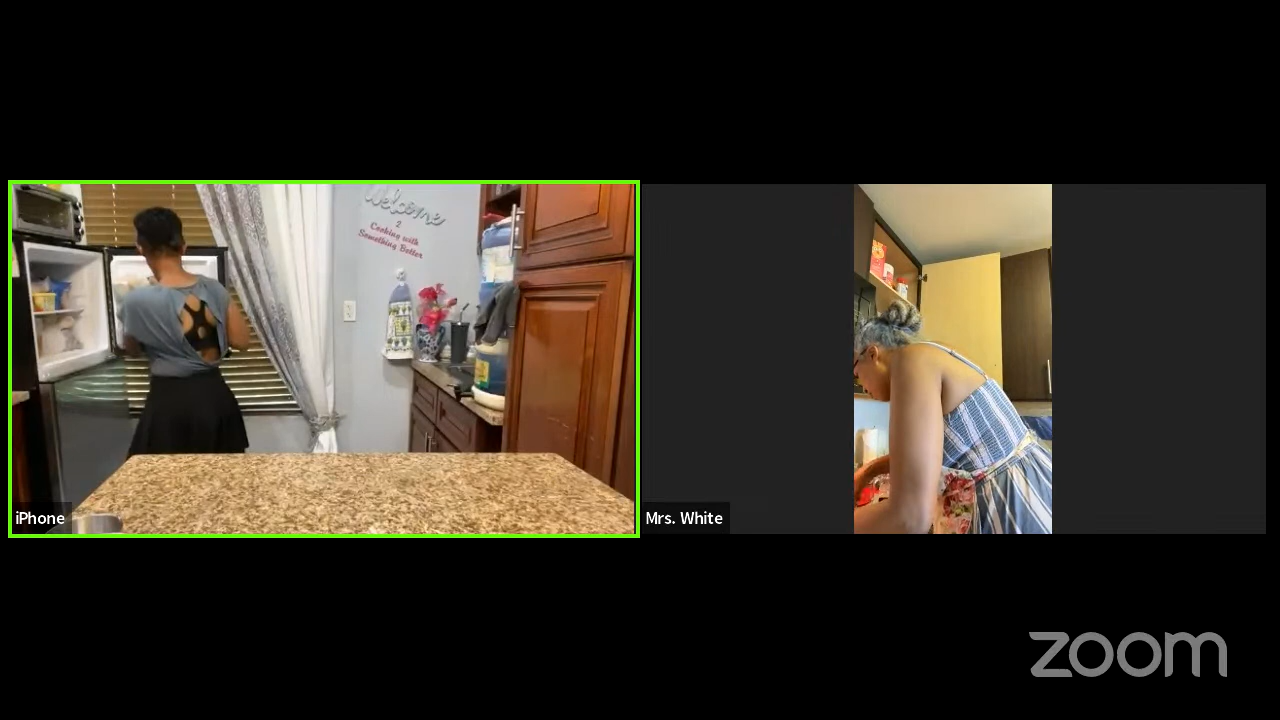 Welcome
2
Cooking with
Something Better
iPhone
Mrs. White
zoom